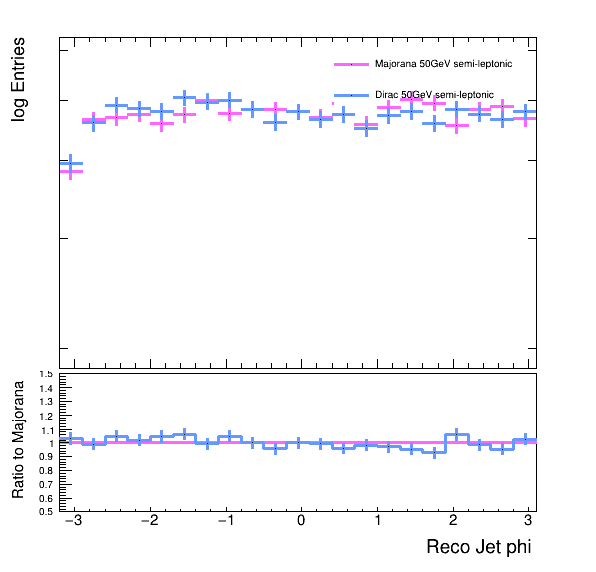 log Entries
Majorana 50GeV semi-leptonic
Dirac 50GeV semi-leptonic
Ratio to Majorana
1.5
1.4
1.3
1.2
1.1
1
0.9
0.8
0.7
0.6
0.5
−3 −2 −1 0 1 2 3
Reco Jet phi